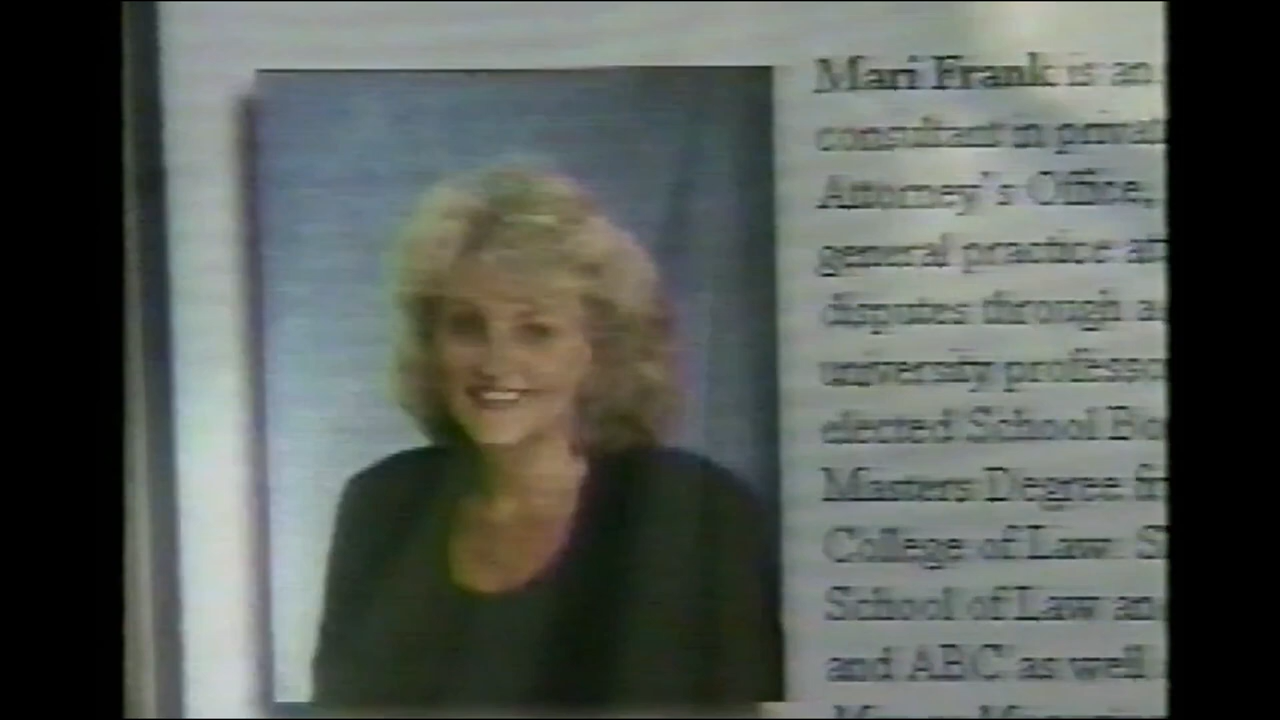 Mari Frank is an
consultant in privat
Attorney's Office,
general practice at
disputes through a
university professo
elected School Bo
Masters Degree fr
College of Law. S
School of Law an
and ABC as well